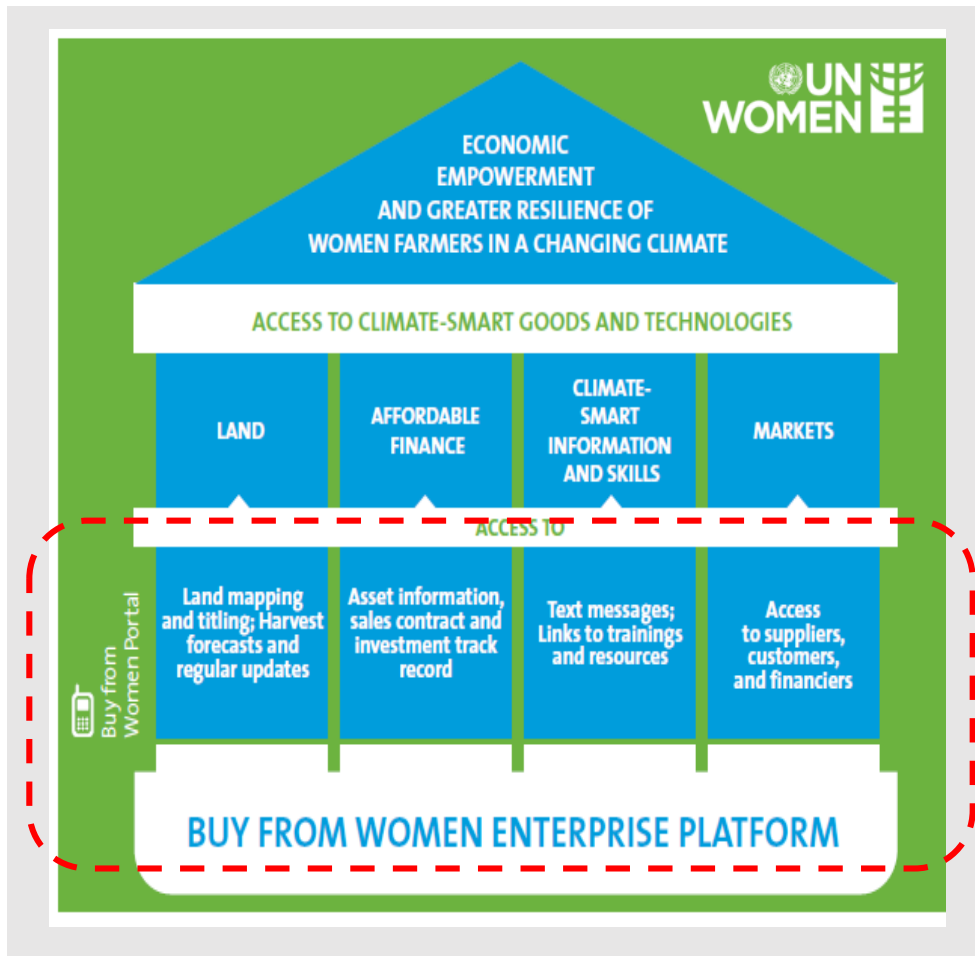 UN
WOMEN
ECONOMIC
EMPOWERMENT
AND GREATER RESILIENCE OF
WOMEN FARMERS IN A CHANGING CLIMATE
ACCESS TO CLIMATE-SMART GOODS AND TECHNOLOGIES
LAND
AFFORDABLE
FINANCE
CLIMATE-
SMART
INFORMATION
AND SKILLS
MARKETS
ACCESS TO
Buy from
Women Portal
Land mapping
and titling; Harvest
forecasts and
regular updates
Asset information,
sales contract and
investment track
record
Text messages;
Links to trainings
and resources
Access
to suppliers,
customers,
and financiers
BUY FROM WOMEN ENTERPRISE PLATFORM